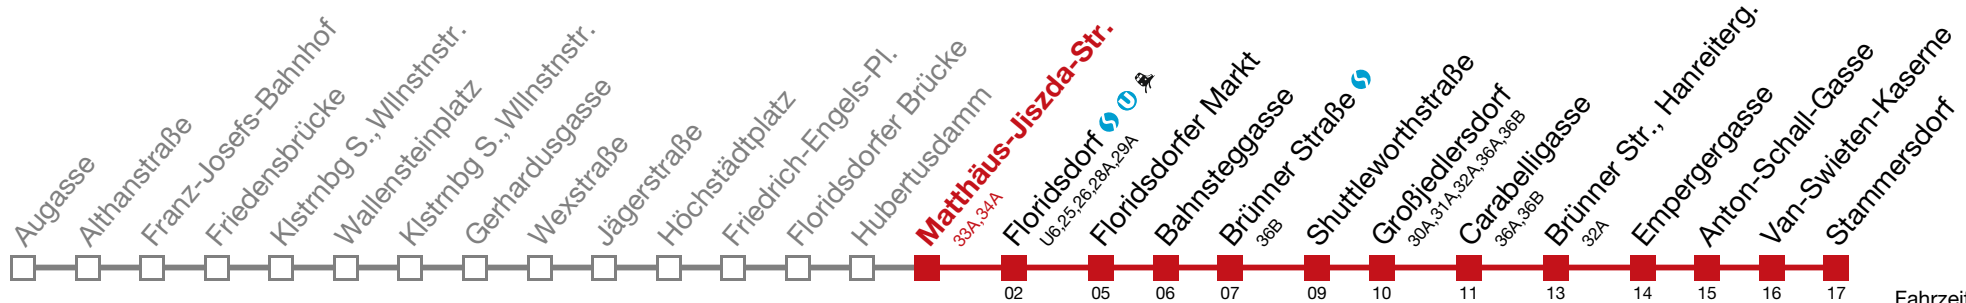 Augasse
Althanstraße
Franz-Josefs-Bahnhof
Friedensbrücke
Klstrnbg S., Wllnstnstr.
Wallensteinplatz
Klstrnbg S., Wllnstnstr.
Gerhardusgasse
Wexstraße
Jägerstraße
Höchstädtplatz
Friedrich-Engels-Pl.
Floridsdorfer Brücke
Hubertusdamm
Matthäus-Jiszda-Str.
33A,34A
Floridsdorf S U
U6,25,26,28A,29A
Floridsdorfer Markt
Bahnsteggasse
Brünner Straße S
36B
Shuttleworthstraße
Großjedlersdorf
30A,31A,32A,36A,36B
Carabelligasse
36A,36B
Brünner Str., Hanreiterg.
32A
Empergergasse
Anton-Schall-Gasse
Van-Swieten-Kaserne
Stammersdorf
02 05 06 07 09 10 11 13 14 15 16 17